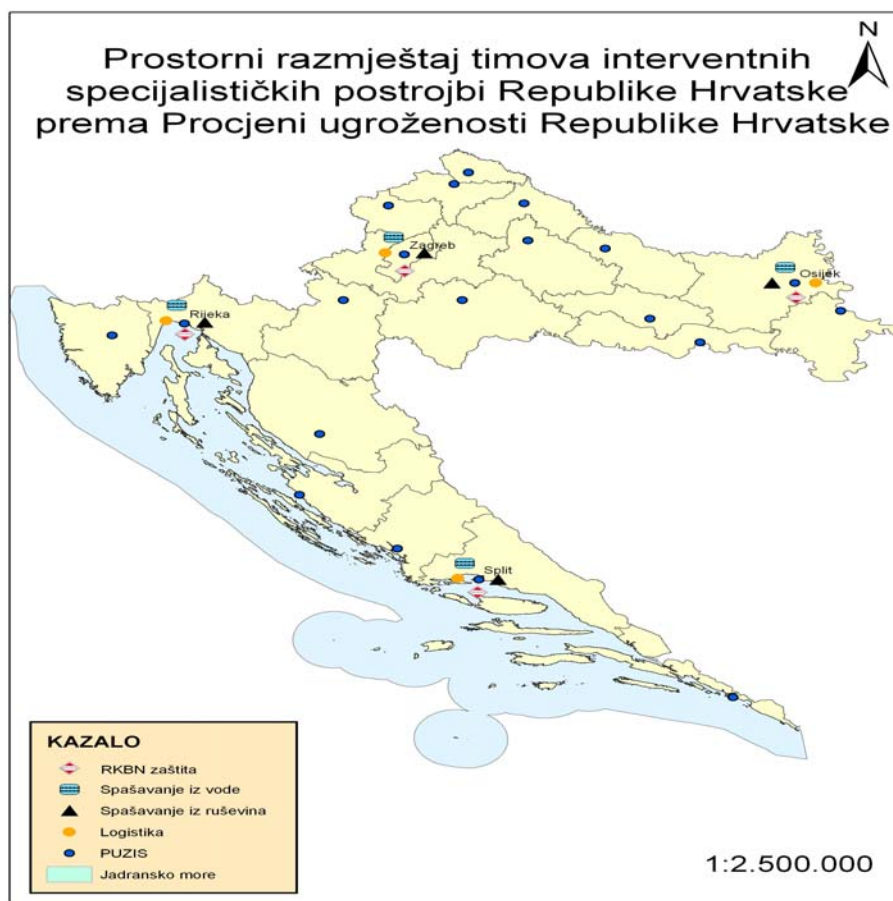 N
Prostorni razmještaj timova interventnih
specijalističkih postrojbi Republike Hrvatske
prema Procjeni ugroženosti Republike Hrvatske
Zagreb
Osijek
Rijeka
Split
KAZALO
RKBN zaštita
Spašavanje iz vode
Spašavanje iz ruševina
Logistika
PUZIS
Jadransko more
1:2.500.000